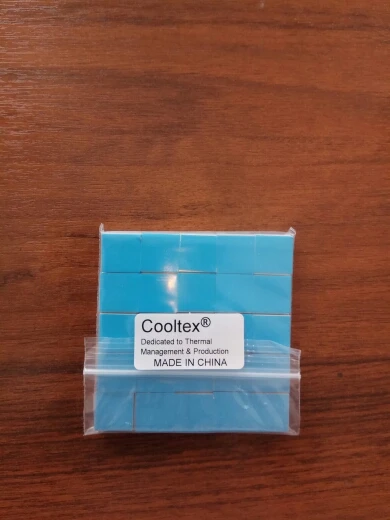 Cooltex®
Dedicated to Thermal
Management & Production
MADE IN CHINA